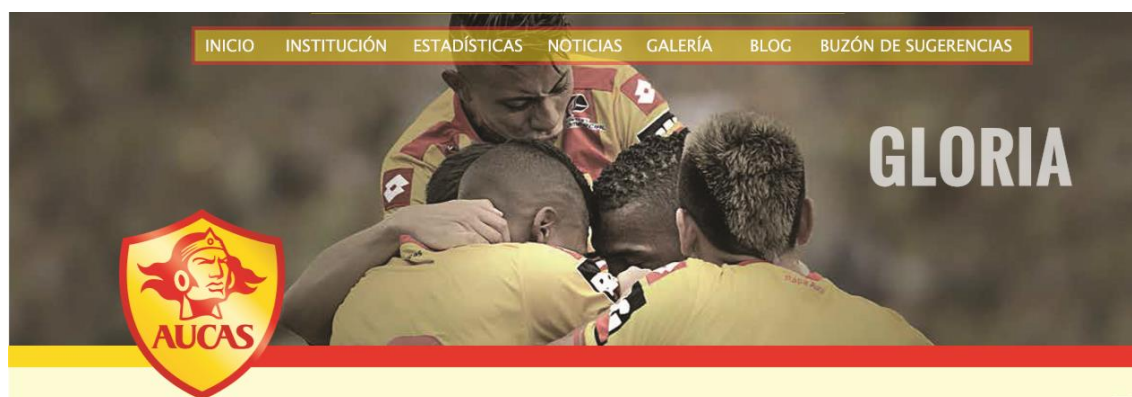 INICIO INSTITUCIÓN ESTADÍSTICAS NOTICIAS GALERÍA BLOG BUZÓN DE SUGERENCIAS
GLORIA
AUCAS